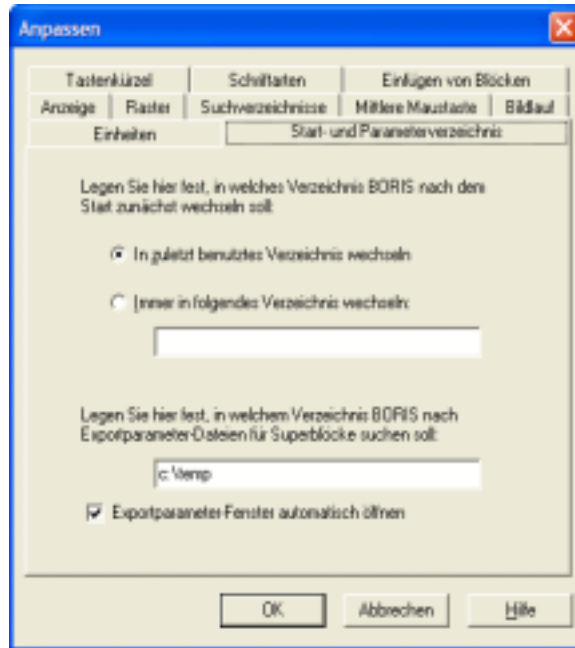 Anpassen
Tastenkürzel Schriftarten Einfügen von Blöcken
Anzeige Raster Suchverzeichnisse Mittlere Maustaste Bildlauf
Einheiten Start- und Parameterverzeichnis
Legen Sie hier fest, in welches Verzeichnis BORIS nach dem
Start zunächst wechseln soll:
In zuletzt benutztes Verzeichnis wechseln
Immer in folgendes Verzeichnis wechseln:
Legen Sie hier fest, in welchem Verzeichnis BORIS nach
Exportparameter-Dateien für Superblöcke suchen soll:
c:\temp
Exportparameter-Fenster automatisch öffnen
OK Abbrechen Hilfe